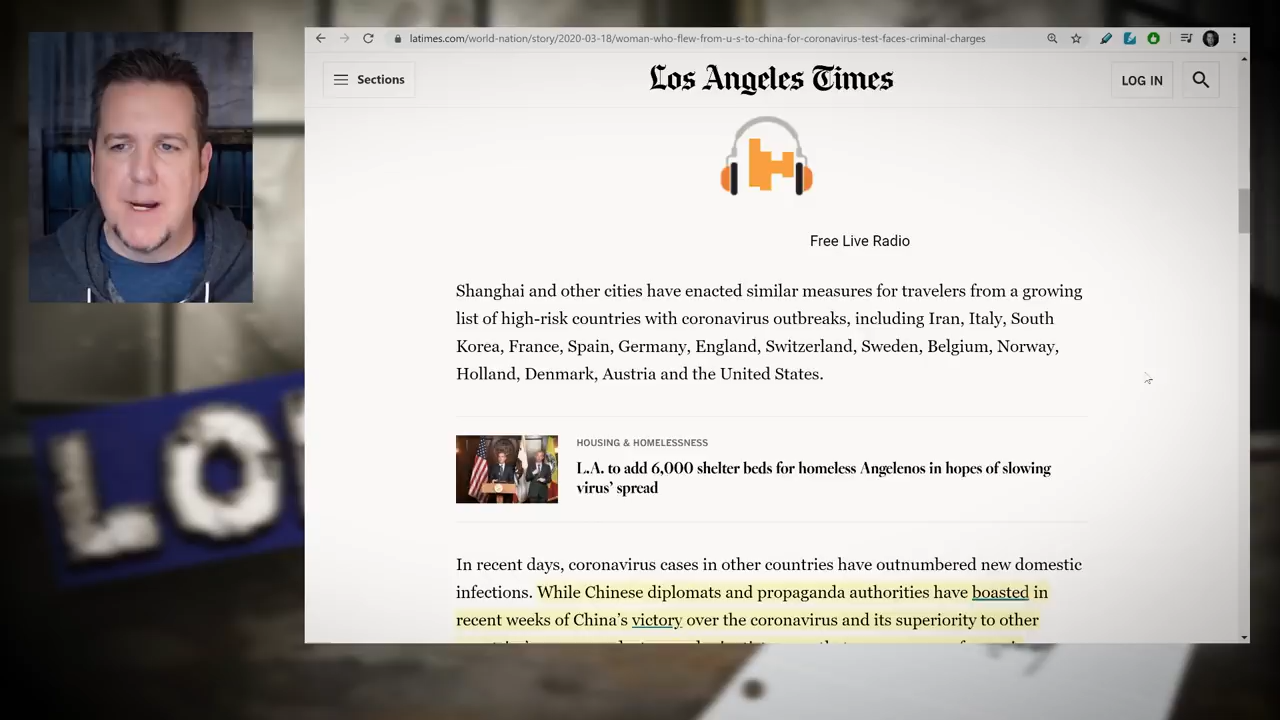 latimes.com/world-nation/story/2020-03-18/woman-who-flew-from-u-s-to-china-for-coronavirus-test-faces-criminal-charges
Sections
Los Angeles Times
LOG IN
Free Live Radio
Shanghai and other cities have enacted similar measures for travelers from a growing
list of high-risk countries with coronavirus outbreaks, including Iran, Italy, South
Korea, France, Spain, Germany, England, Switzerland, Sweden, Belgium, Norway,
Holland, Denmark, Austria and the United States.
HOUSING & HOMELESSNESS
L.A. to add 6,000 shelter beds for homeless Angelenos in hopes of slowing
virus’ spread
In recent days, coronavirus cases in other countries have outnumbered new domestic
infections. While Chinese diplomats and propaganda authorities have boasted in
recent weeks of China’s victory over the coronavirus and its superiority to other
LO